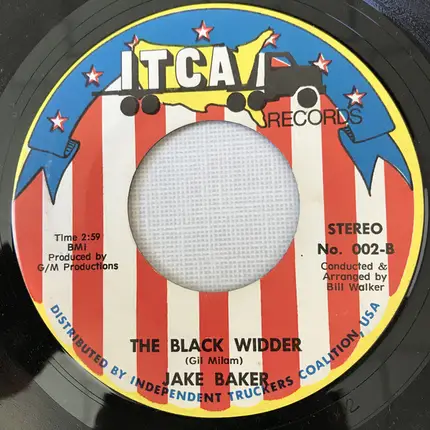 ITCA
RECORDS
Time 2:59
BMI
Produced by
G/M Productions
STEREO
No. 002-B
Conducted &
Arranged by
Bill Walker
THE BLACK WIDDER
(Gil Milam)
JAKE BAKER
DISTRIBUTED BY INDEPENDENT TRUCKERS COALITION, USA